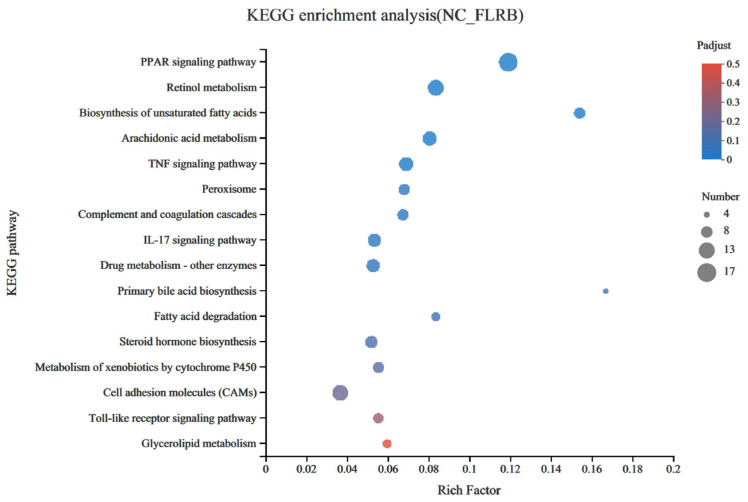 KEGG enrichment analysis(NC_FLRB)
KEGG pathway
PPAR signaling pathway
Retinol metabolism
Biosynthesis of unsaturated fatty acids
Arachidonic acid metabolism
TNF signaling pathway
Peroxisome
Complement and coagulation cascades
IL-17 signaling pathway
Drug metabolism - other enzymes
Primary bile acid biosynthesis
Fatty acid degradation
Steroid hormone biosynthesis
Metabolism of xenobiotics by cytochrome P450
Cell adhesion molecules (CAMs)
Toll-like receptor signaling pathway
Glycerolipid metabolism
0 0.02 0.04 0.06 0.08 0.1 0.12 0.14 0.16 0.18 0.2
Rich Factor
Padjust
0.5
0.4
0.3
0.2
0.1
0
Number
4
8
13
17